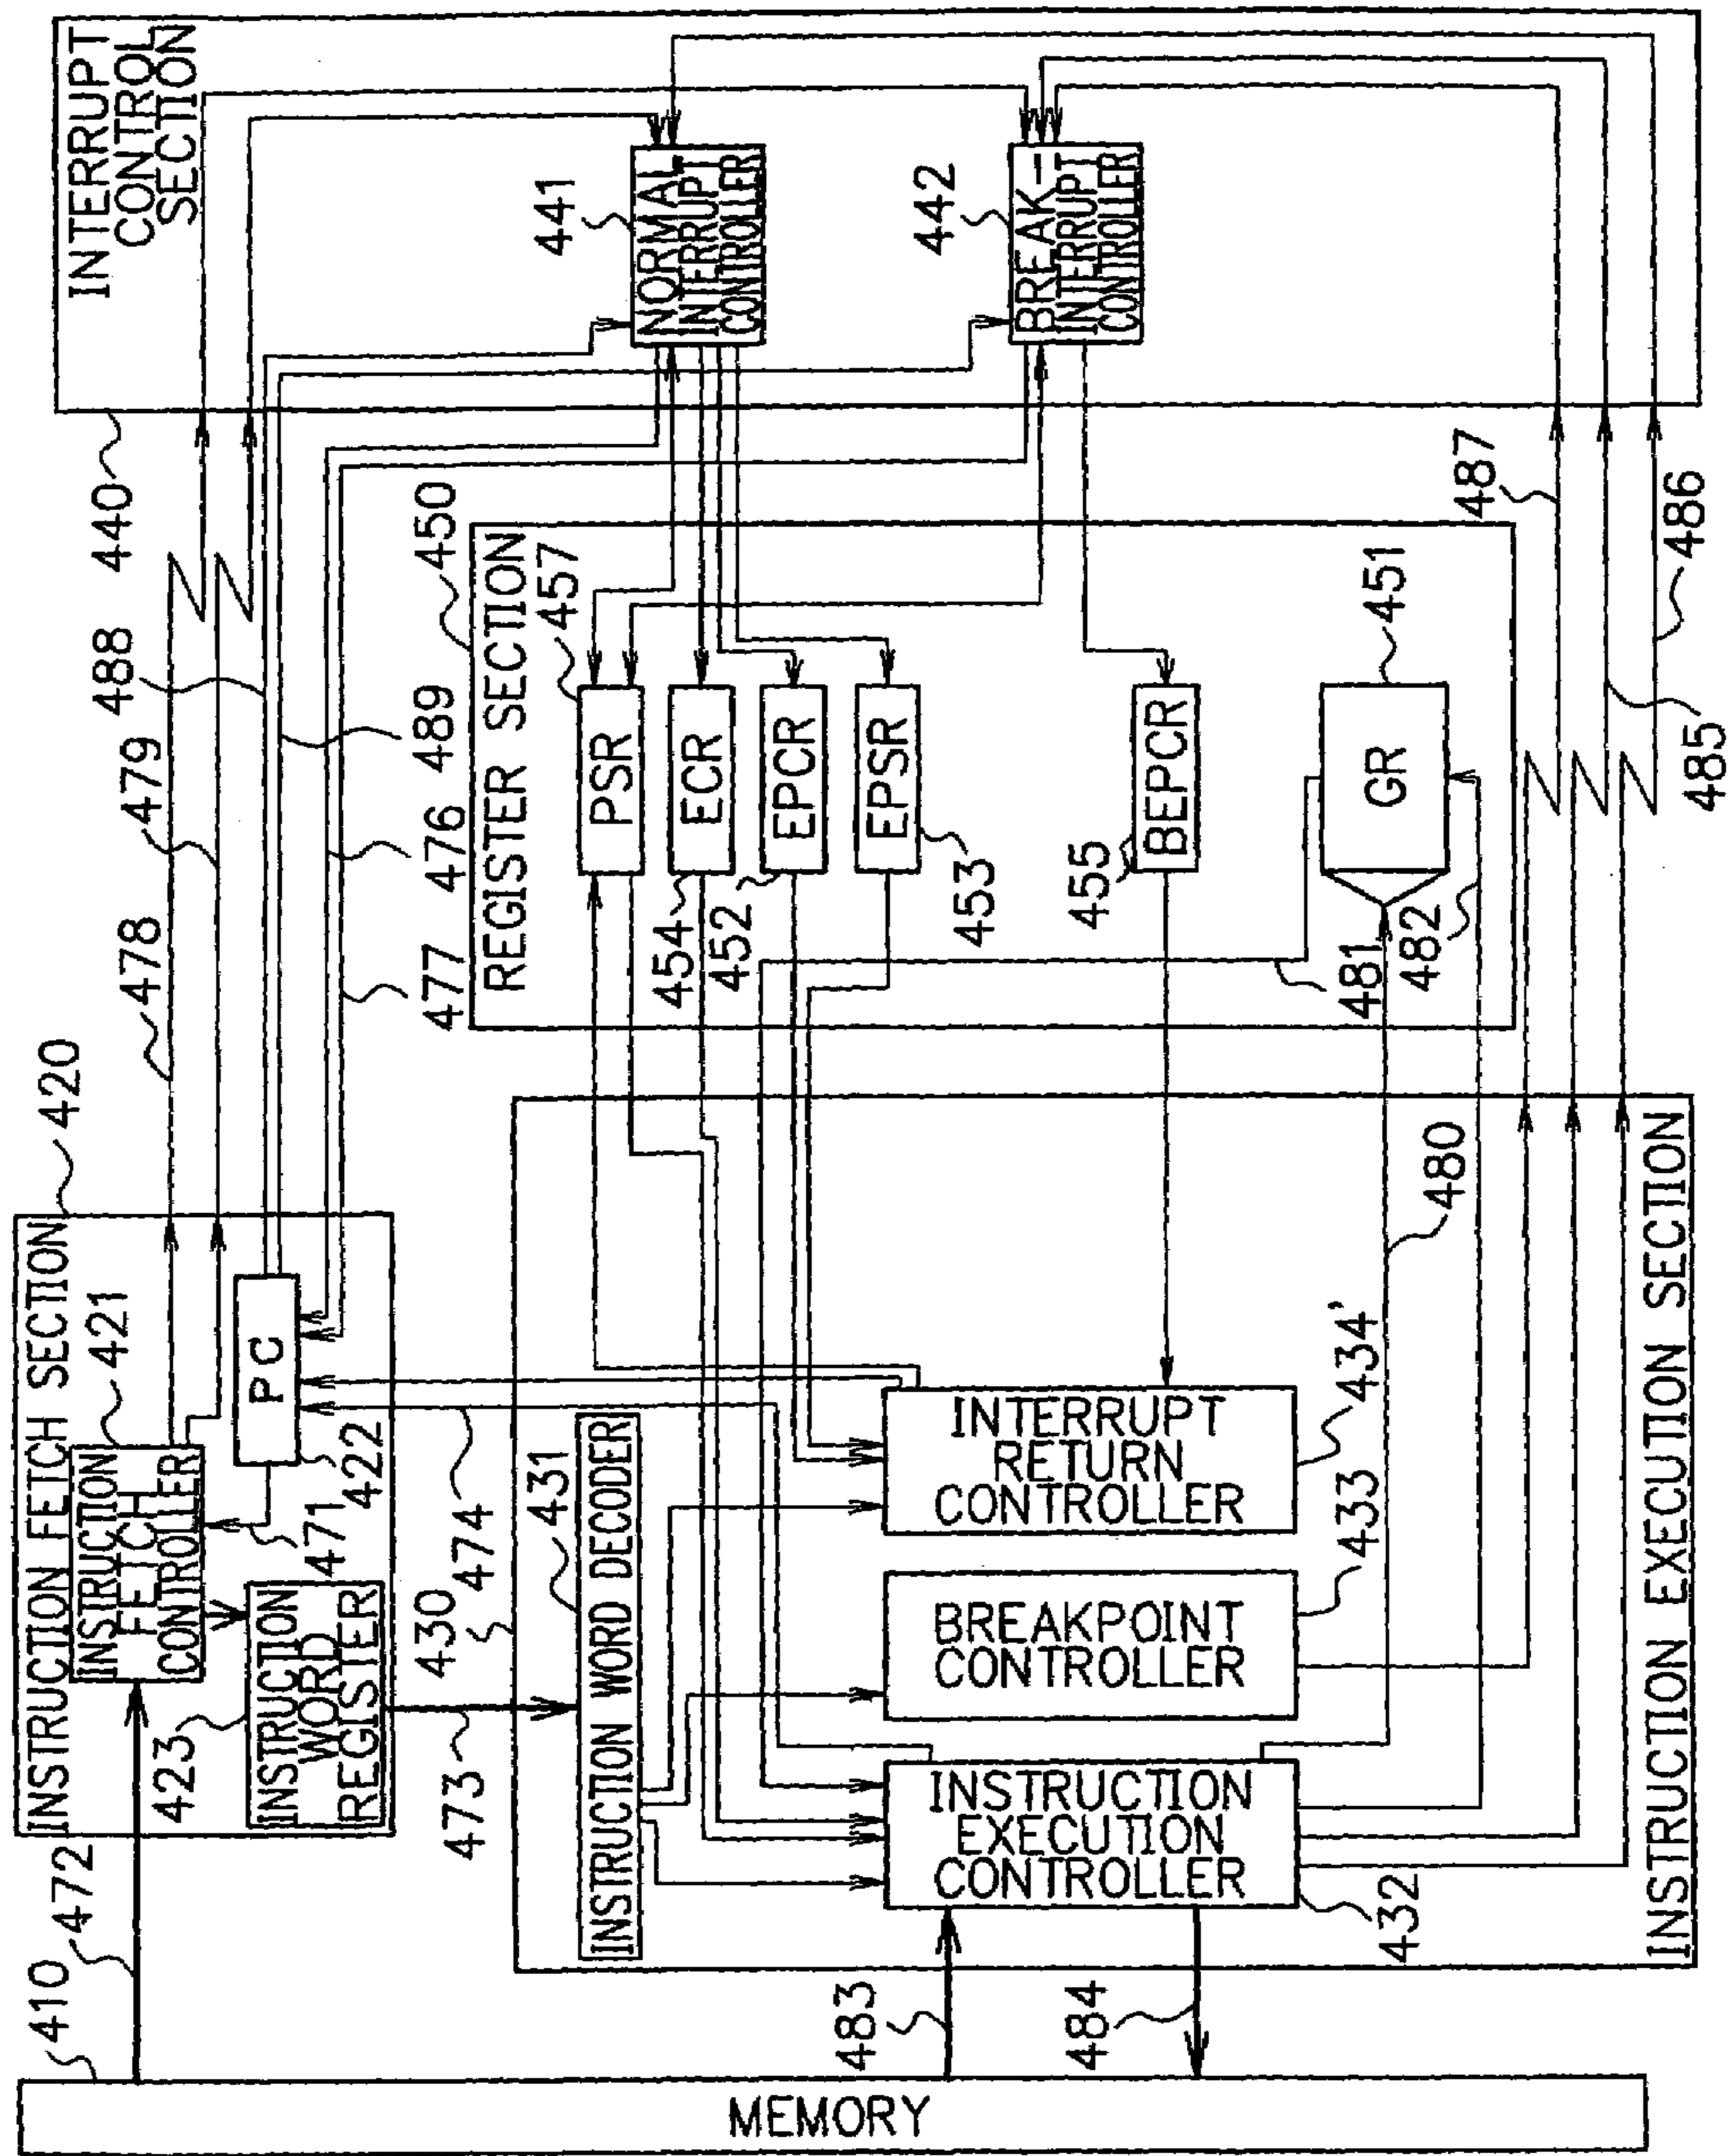 410
472
MEMORY
483
484
INSTRUCTION FETCH SECTION
420
INSTRUCTION
FETCH
CONTROLLER
421
423
INSTRUCTION
WORD
REGISTER
471
PC
422
473
430
474
478
479
488
489
476
477
INSTRUCTION WORD DECODER
431
INSTRUCTION
EXECUTION
CONTROLLER
432
BREAKPOINT
CONTROLLER
433
INTERRUPT
RETURN
CONTROLLER
434'
480
INSTRUCTION EXECUTION SECTION
REGISTER SECTION
450
457
PSR
ECR
454
EPCR
452
EPSR
453
BEPCR
455
GR
451
481
482
487
486
485
440
INTERRUPT
CONTROL
SECTION
NORMAL-
INTERRUPT
CONTROLLER
441
BREAK-
INTERRUPT
CONTROLLER
442